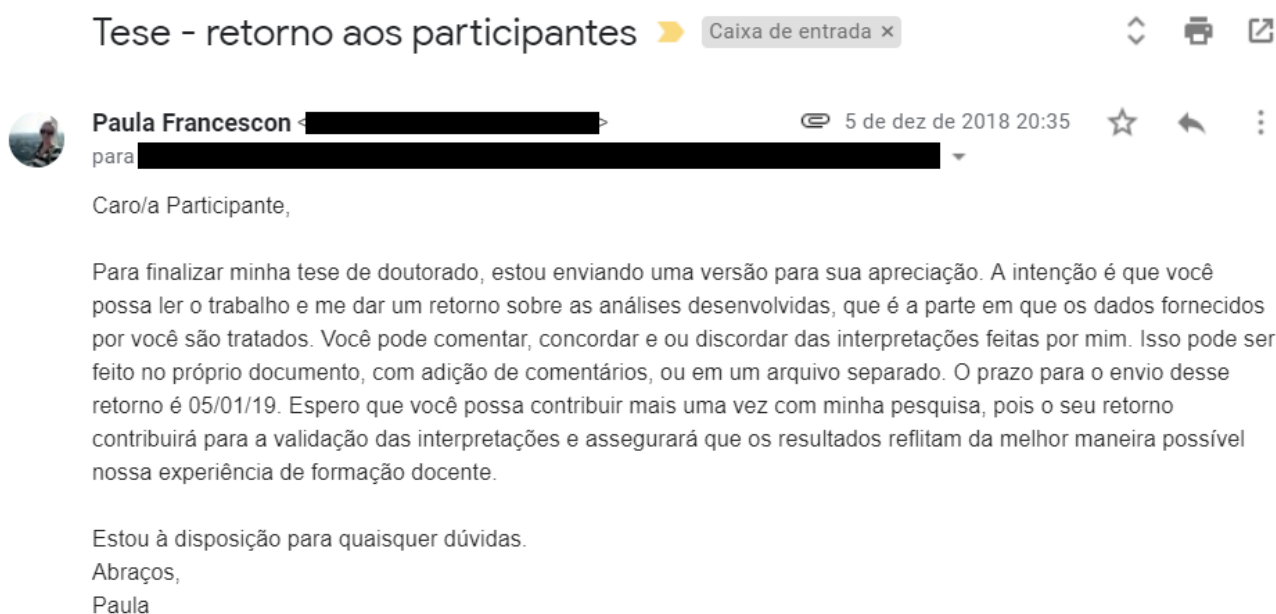 Tese - retorno aos participantes Caixa de entrada ×
Paula Francescon < > 5 de dez de 2018 20:35
para
Caro/a Participante,
Para finalizar minha tese de doutorado, estou enviando uma versão para sua apreciação. A intenção é que você
possa ler o trabalho e me dar um retorno sobre as análises desenvolvidas, que é a parte em que os dados fornecidos
por você são tratados. Você pode comentar, concordar e ou discordar das interpretações feitas por mim. Isso pode ser
feito no próprio documento, com adição de comentários, ou em um arquivo separado. O prazo para o envio desse
retorno é 05/01/19. Espero que você possa contribuir mais uma vez com minha pesquisa, pois o seu retorno
contribuirá para a validação das interpretações e assegurará que os resultados reflitam da melhor maneira possível
nossa experiência de formação docente.
Estou à disposição para quaisquer dúvidas.
Abraços,
Paula